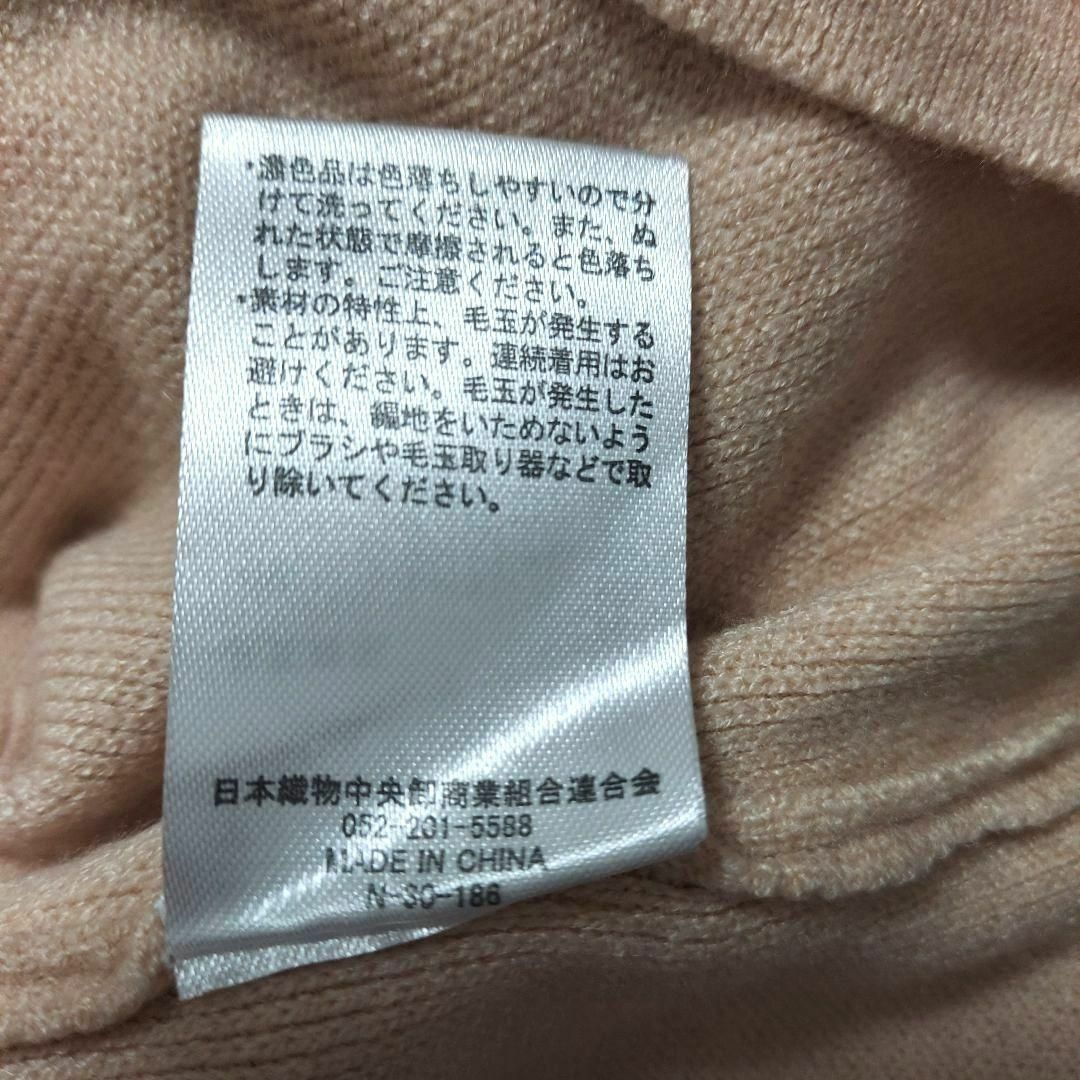 ・濃色品は色落ちしやすいので分
けて洗ってください。また、ぬ
れた状態で摩擦されると色落ち
します。ご注意ください。
・素材の特性上、毛玉が発生する
ことがあります。連続着用はお
避けください。毛玉が発生した
ときは、編地をいためないよう
にブラシや毛玉取り器などで取
り除いてください。
日本織物中央卸商業組合連合会
052-201-5588
MADE IN CHINA
N-SC-186